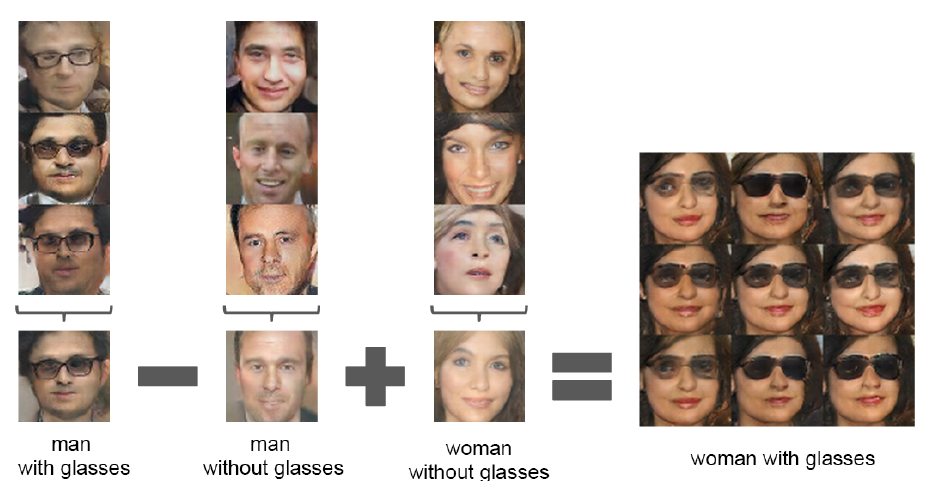 man
with glasses
man
without glasses
woman
without glasses
woman with glasses